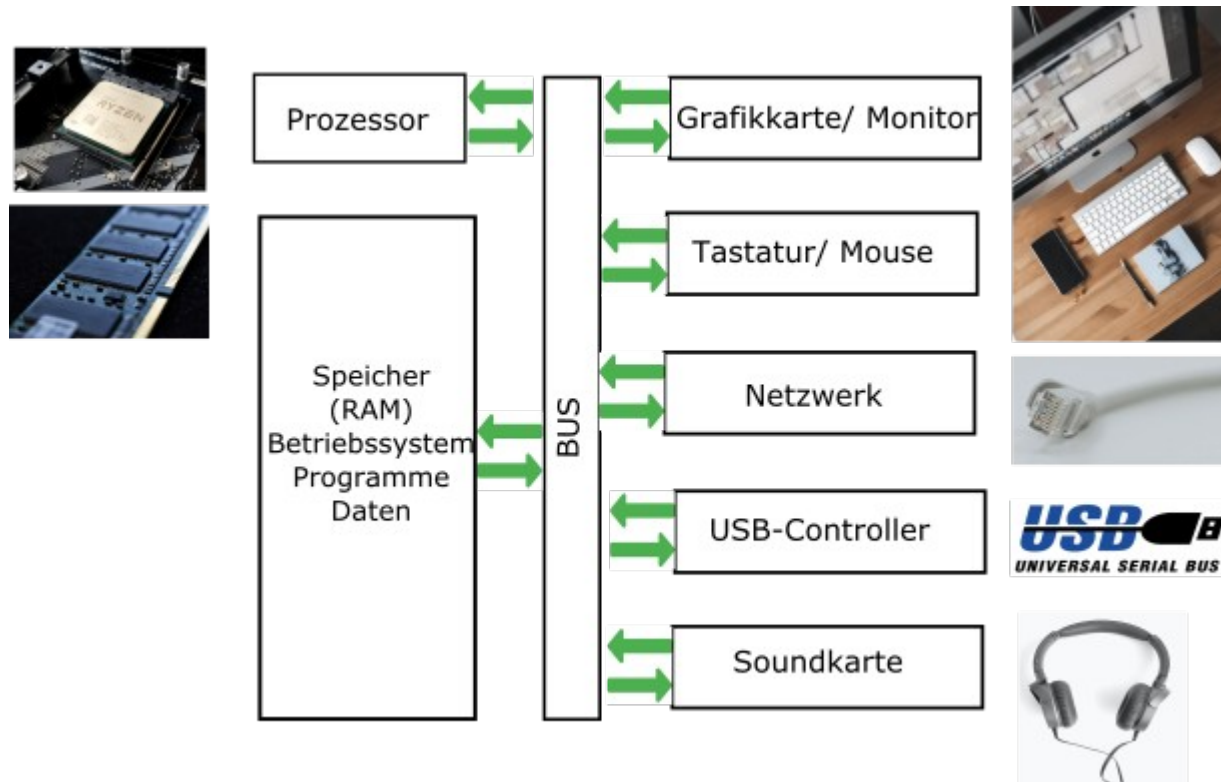 RYZEN
Prozessor
Grafikkarte/ Monitor
Tastatur/ Mouse
Speicher
(RAM)
Betriebssystem
Programme
Daten
BUS
Netzwerk
USB-Controller
USB
UNIVERSAL SERIAL BUS
Soundkarte